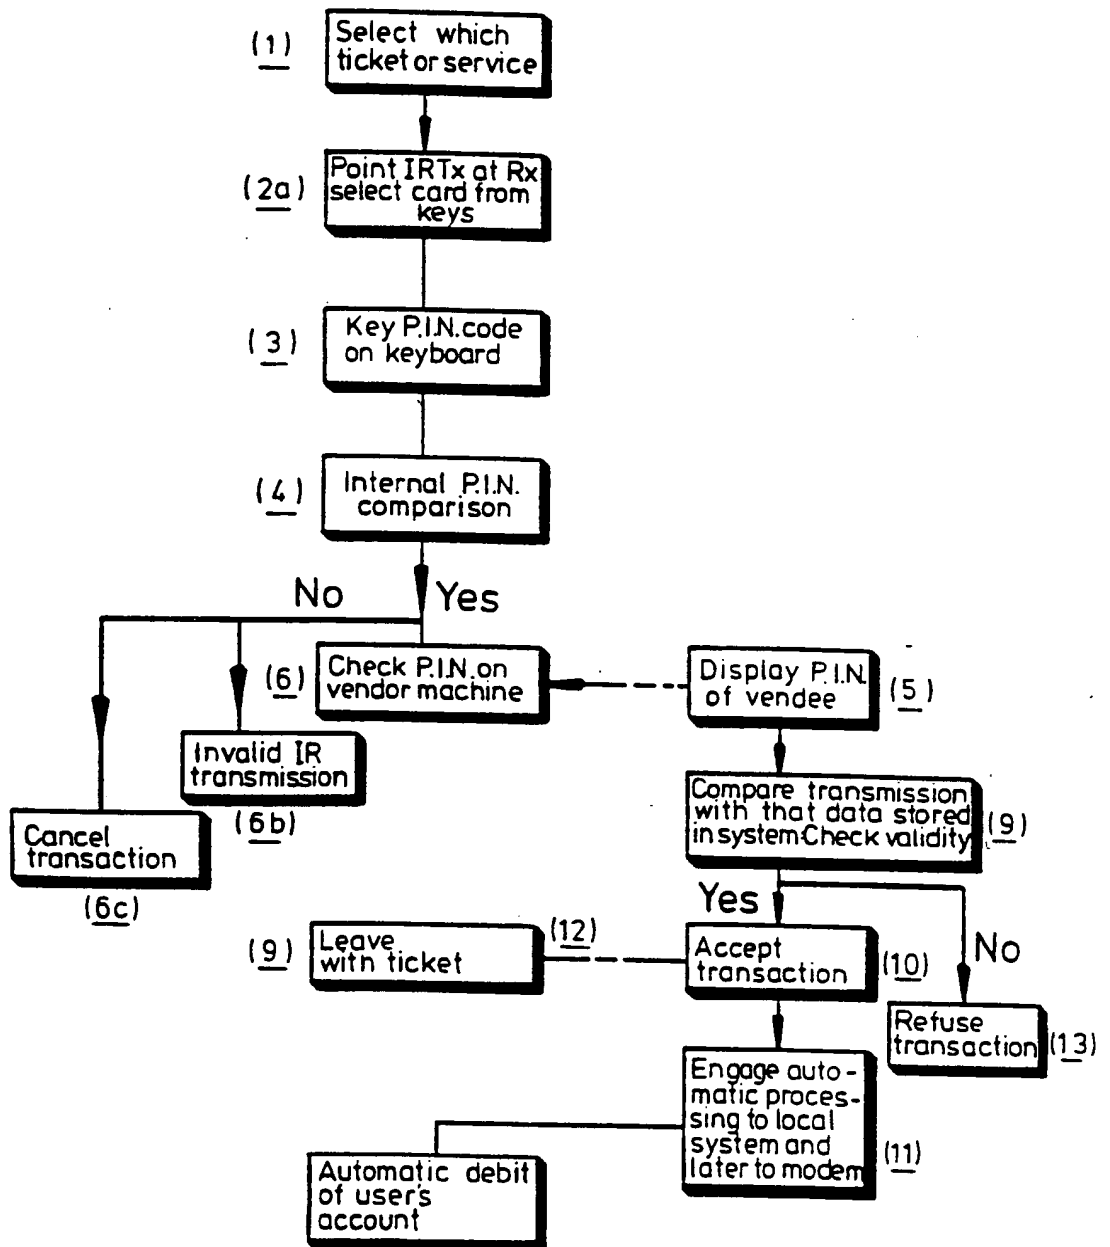 (1)
Select which
ticket or service
(2a)
Point IRTx at Rx
select card from
keys
(3)
Key P.I.N. code
on keyboard
(4)
Internal P.I.N.
comparison
No
Yes
(6)
Check P.I.N. on
vendor machine
Display P.I.N.
of vendee
(5)
Invalid IR
transmission
(6b)
Cancel
transaction
(6c)
Compare transmission
with that data stored
in system.Check validity
(9)
Yes
No
(9)
Leave
with ticket
(12)
Accept
transaction
(10)
Refuse
transaction
(13)
Engage auto-
matic proces-
sing to local
system and
later to modem
(11)
Automatic debit
of user's
account